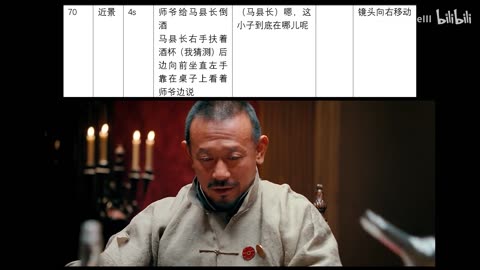 70
近景
4s
师爷给马县长倒
酒
马县长右手扶着
酒杯（我猜测）后
边向前坐直左手
靠在桌子上看着
师爷边说
（马县长）嗯，这
小子到底在哪儿呢
镜头向右移动
elll
bilibili